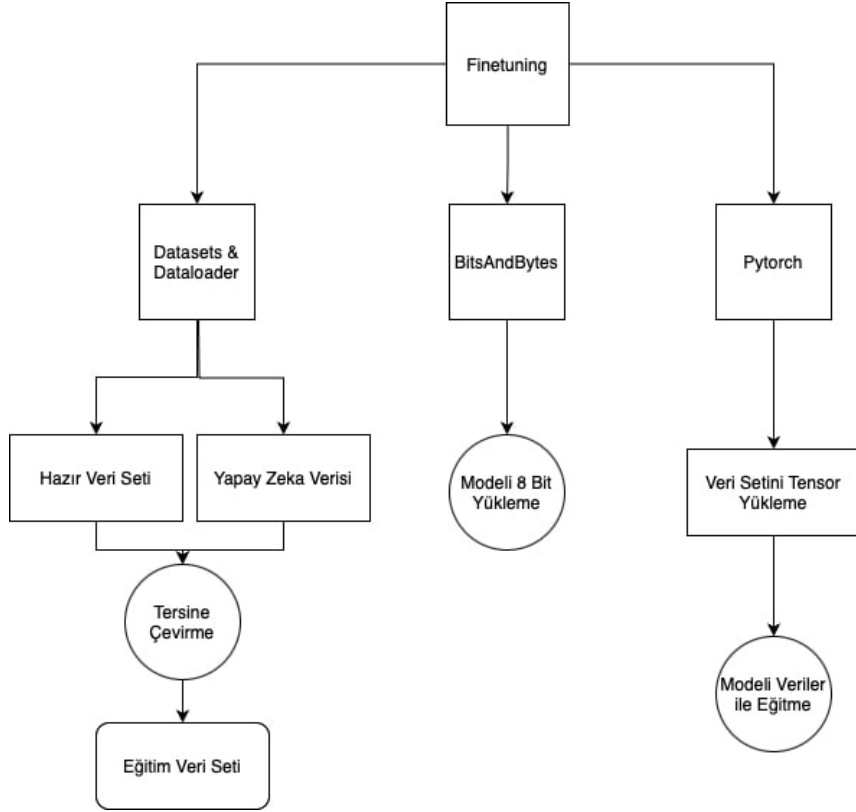 Finetuning
Datasets &
Dataloader
BitsAndBytes
Pytorch
Hazır Veri Seti
Yapay Zeka Verisi
Modeli 8 Bit
Yükleme
Veri Setini Tensor
Yükleme
Tersine
Çevirme
Modeli Veriler
ile Eğitme
Eğitim Veri Seti